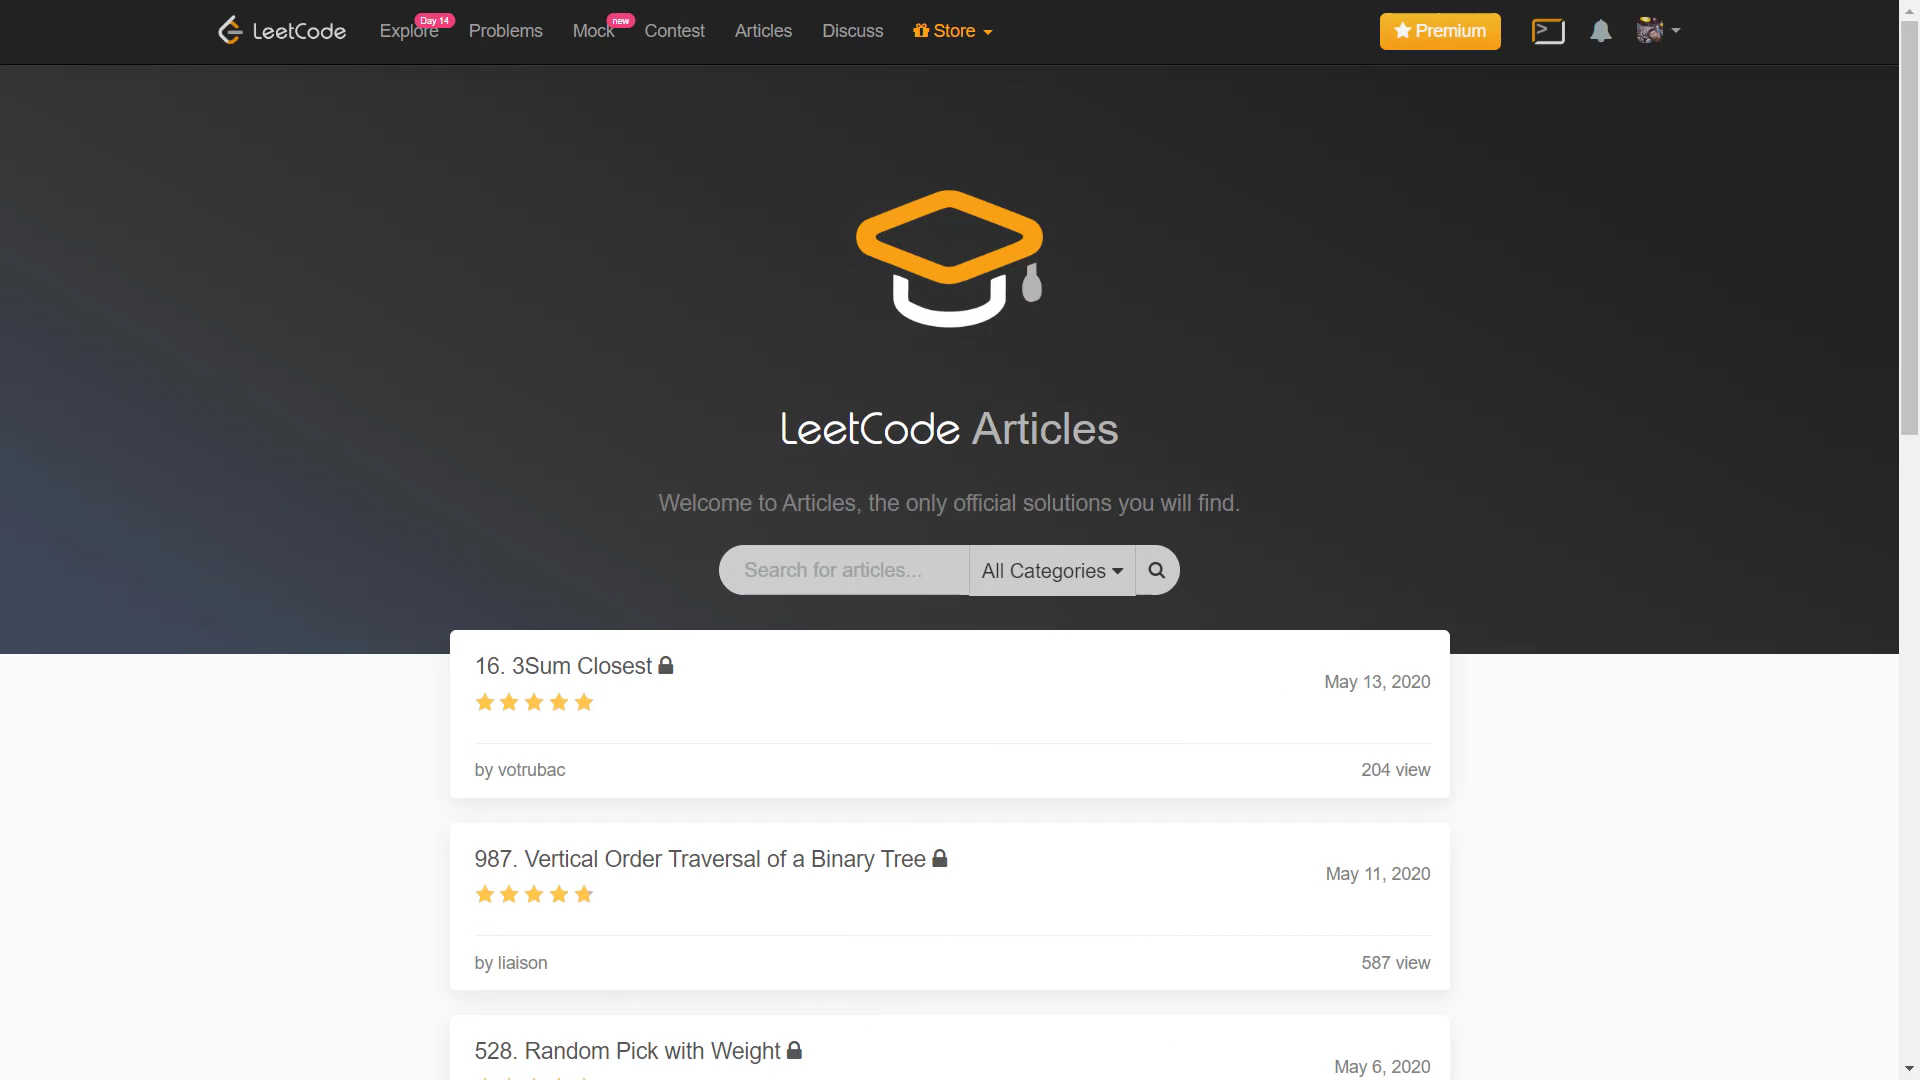 LeetCode Explore Day 14 Problems Mock new Contest Articles Discuss Store Premium
LeetCode Articles
Welcome to Articles, the only official solutions you will find.
Search for articles... All Categories
16. 3Sum Closest
May 13, 2020
by votrubac 204 view
987. Vertical Order Traversal of a Binary Tree
May 11, 2020
by liaison 587 view
528. Random Pick with Weight
May 6, 2020